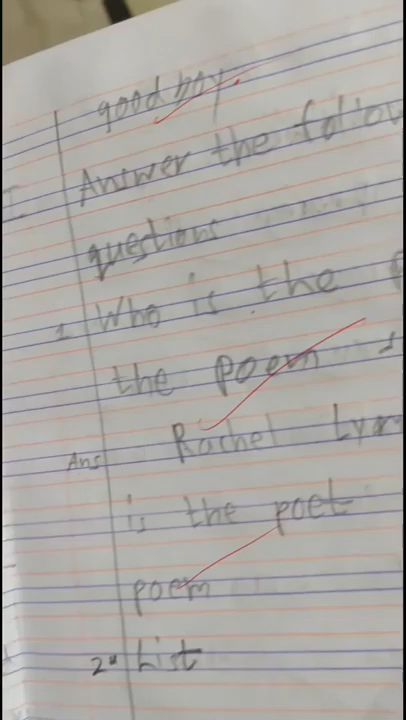 good boy.
I Answer the follow
questions
1 Who is the
the poem
Ans Rachel Lyon
is the poet
poem
2. List